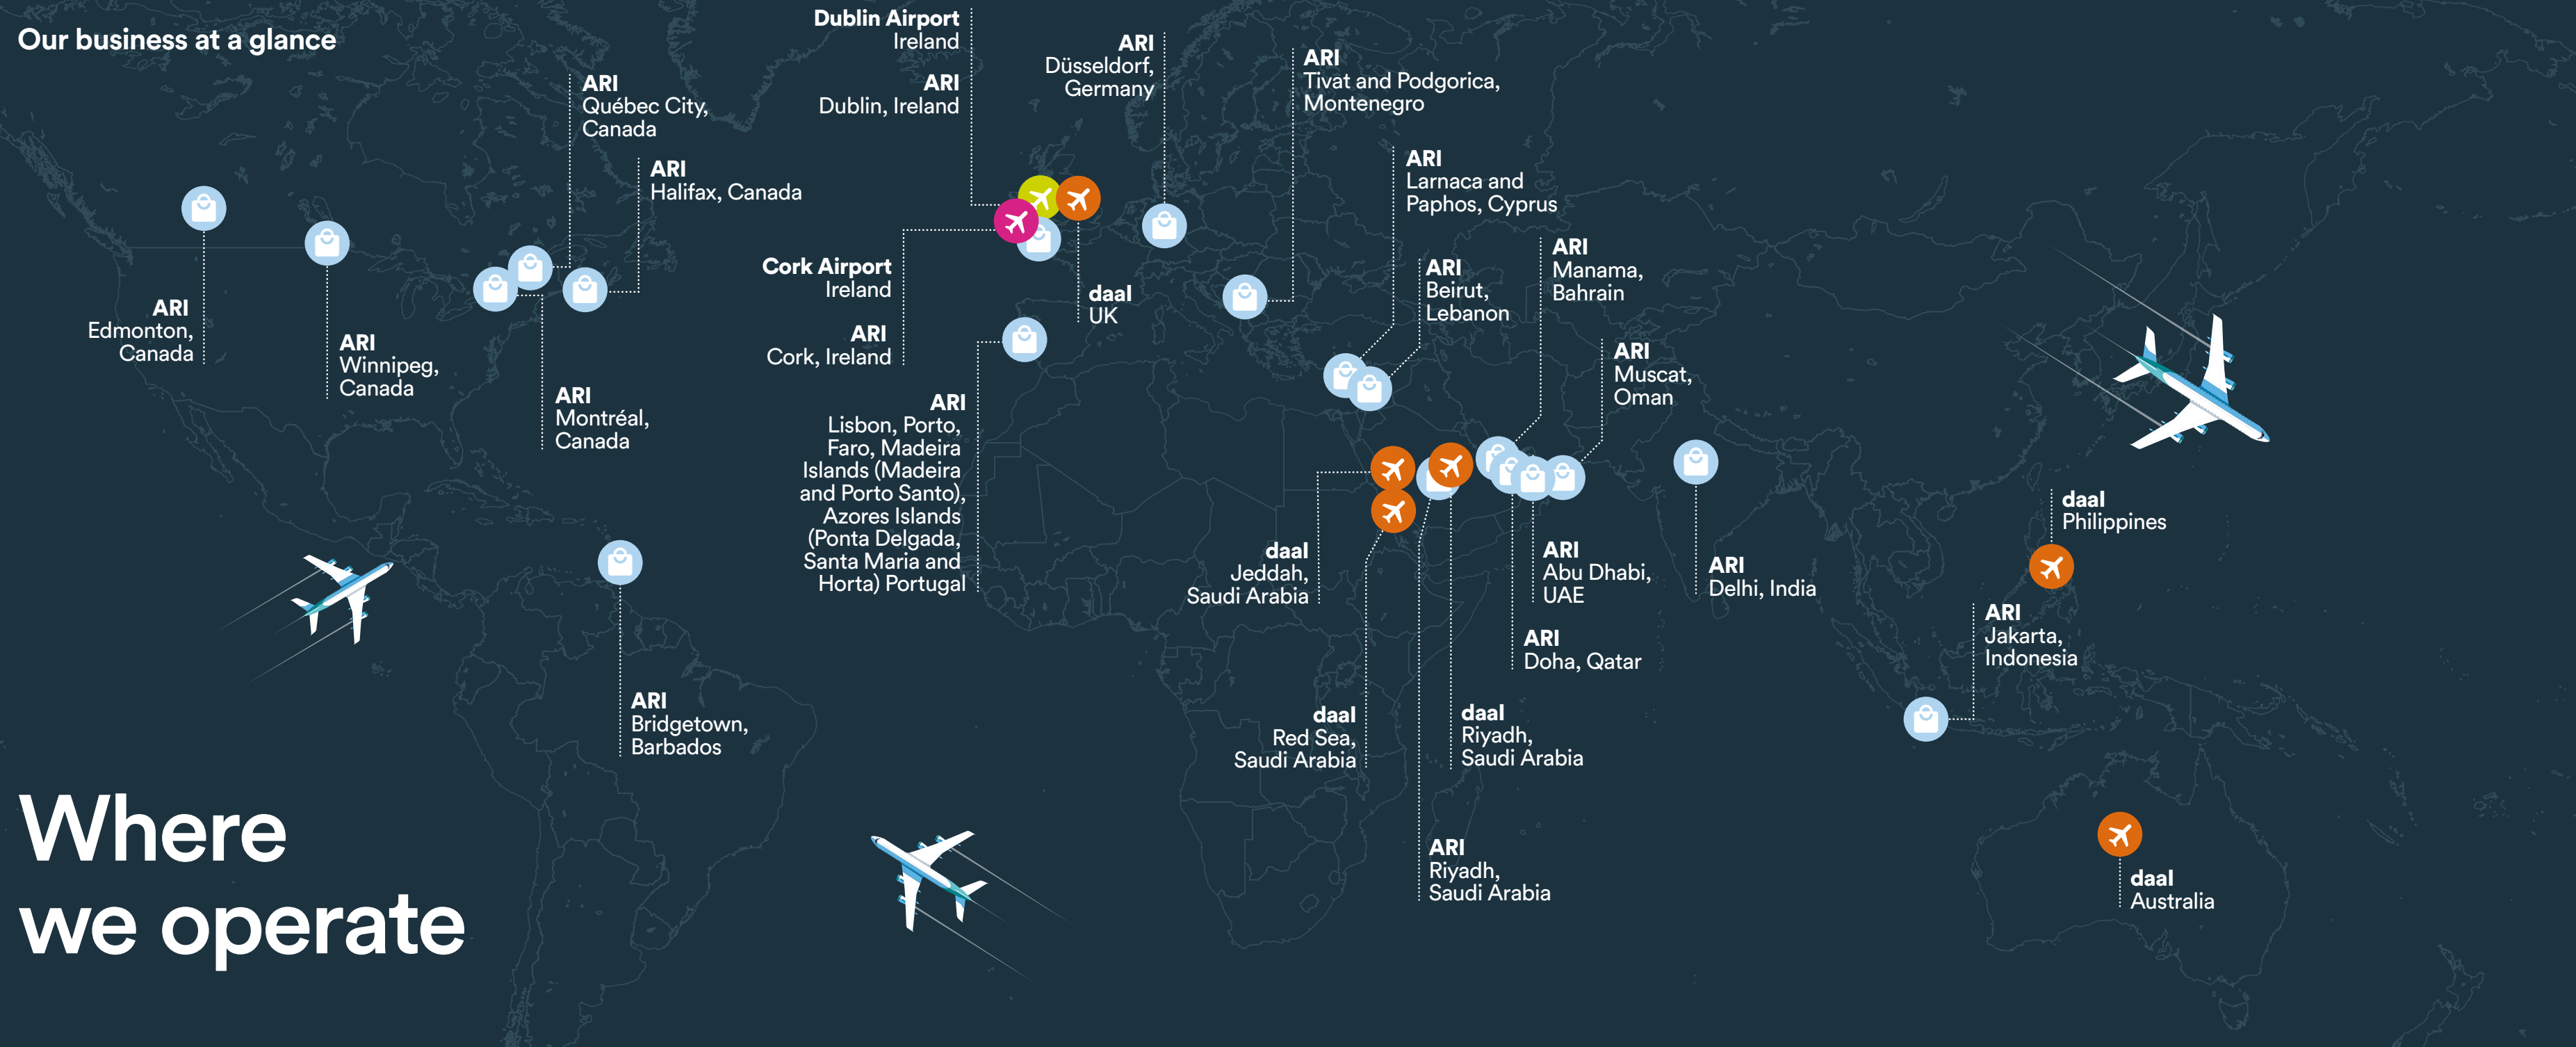 Our business at a glance
Dublin Airport
Ireland
ARI
Dublin, Ireland
ARI
Düsseldorf,
Germany
ARI
Tivat and Podgorica,
Montenegro
ARI
Québec City,
Canada
ARI
Halifax, Canada
ARI
Larnaca and
Paphos, Cyprus
ARI
Edmonton,
Canada
ARI
Winnipeg,
Canada
ARI
Montréal,
Canada
Cork Airport
Ireland
ARI
Cork, Ireland
daal
UK
ARI
Beirut,
Lebanon
ARI
Manama,
Bahrain
ARI
Muscat,
Oman
ARI
Lisbon, Porto,
Faro, Madeira
Islands (Madeira
and Porto Santo),
Azores Islands
(Ponta Delgada,
Santa Maria and
Horta) Portugal
daal
Jeddah,
Saudi Arabia
ARI
Abu Dhabi,
UAE
ARI
Delhi, India
daal
Philippines
ARI
Doha, Qatar
ARI
Jakarta,
Indonesia
ARI
Bridgetown,
Barbados
daal
Red Sea,
Saudi Arabia
daal
Riyadh,
Saudi Arabia
ARI
Riyadh,
Saudi Arabia
daal
Australia
Where
we operate